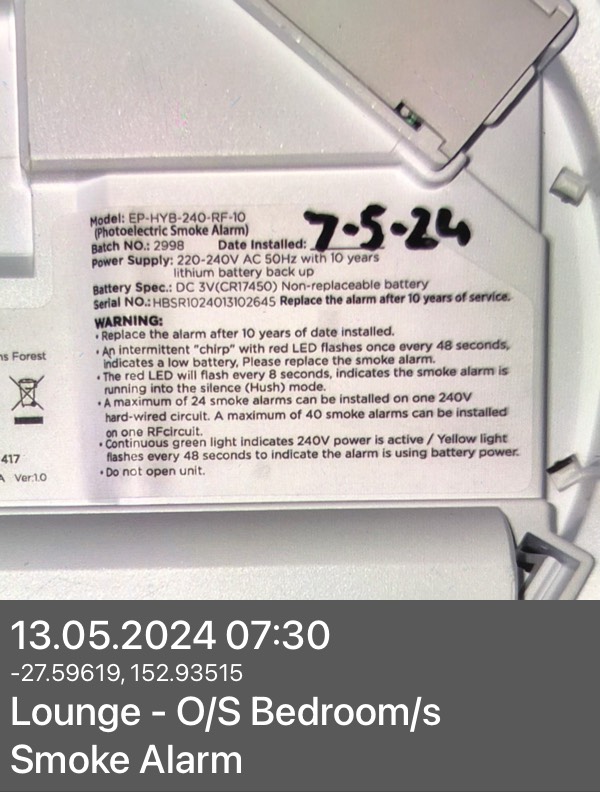 Model: EP-HYB-240-RF-10
(Photoelectric Smoke Alarm)
Batch NO.: 2998 Date Installed: 7-5-24
Power Supply: 220-240V AC 50Hz with 10 years
lithium battery back up
Battery Spec.: DC 3V(CR17450) Non-replaceable battery
Serial NO.: HBSR1024013102645 Replace the alarm after 10 years of service.
WARNING:
• Replace the alarm after 10 years of date installed.
• An intermittent "chirp" with red LED flashes once every 48 seconds,
indicates a low battery, Please replace the smoke alarm.
• The red LED will flash every 8 seconds, indicates the smoke alarm is
running into the silence (Hush) mode.
• A maximum of 24 smoke alarms can be installed on one 240V
hard-wired circuit. A maximum of 40 smoke alarms can be installed
on one RFcircuit.
• Continuous green light indicates 240V power is active / Yellow light
flashes every 48 seconds to indicate the alarm is using battery power.
• Do not open unit.
Forest
417
Ver:1.0
13.05.2024 07:30
-27.59619, 152.93515
Lounge - O/S Bedroom/s
Smoke Alarm